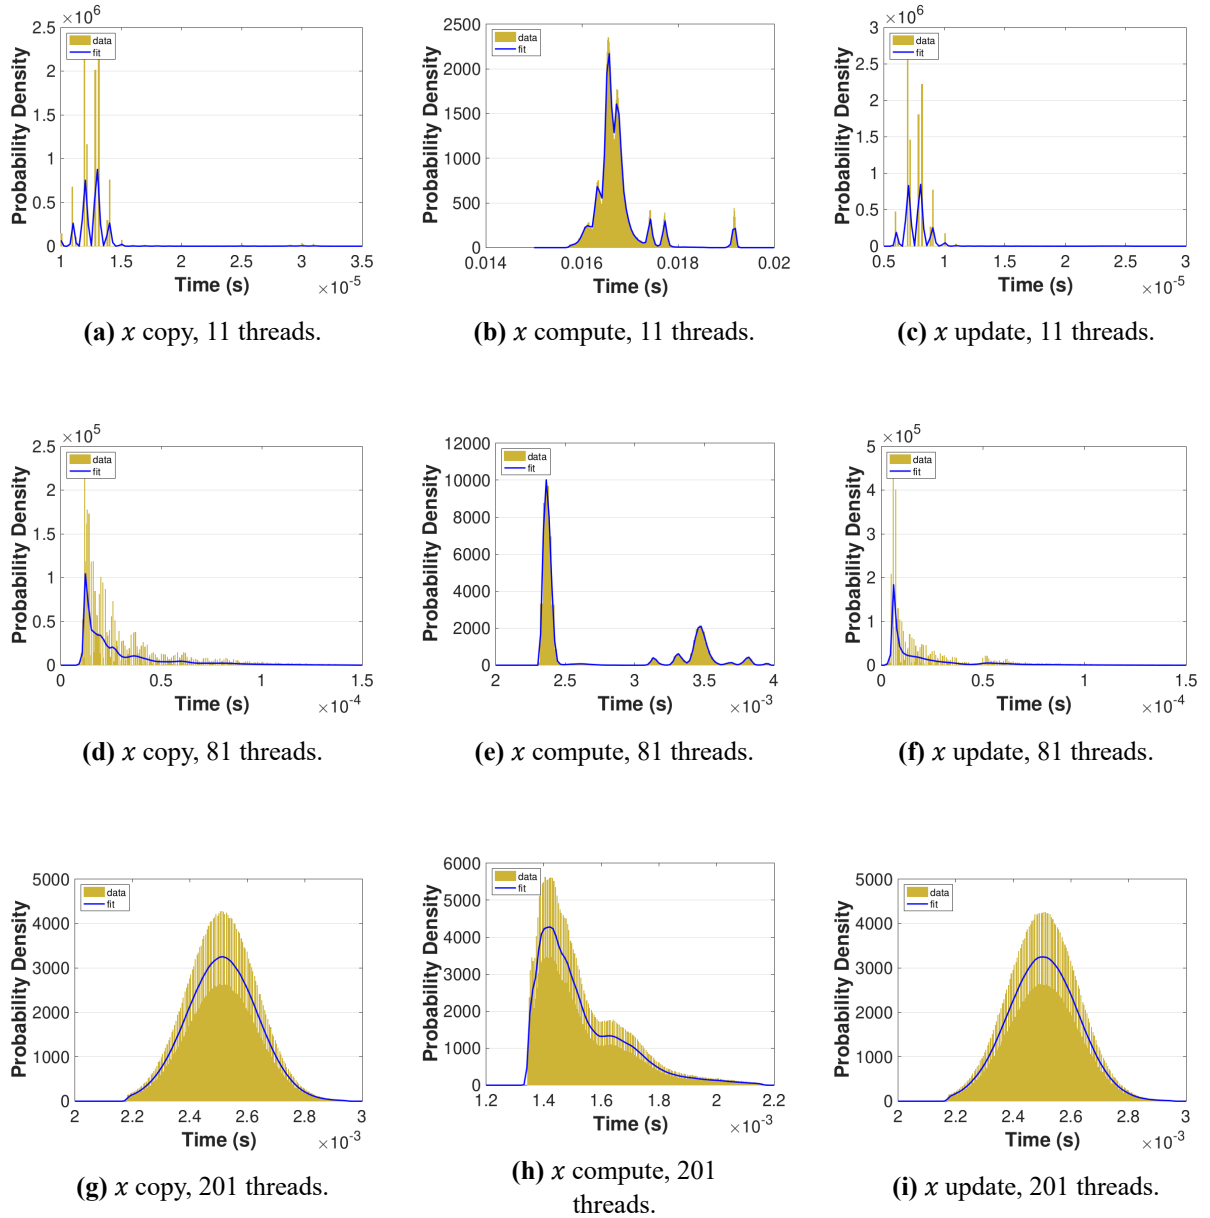 ×10^6
2.5
2
1.5
1
0.5
0
data
fit
Probability Density
1 1.5 2 2.5 3 3.5
Time (s)
×10^-5
(a) x copy, 11 threads.
2500
2000
1500
1000
500
0
data
fit
Probability Density
0.014 0.016 0.018 0.02
Time (s)
(b) x compute, 11 threads.
×10^6
3
2.5
2
1.5
1
0.5
0
data
fit
Probability Density
0.5 1 1.5 2 2.5 3
Time (s)
×10^-5
(c) x update, 11 threads.
×10^5
2.5
2
1.5
1
0.5
0
data
fit
Probability Density
0 0.5 1 1.5
Time (s)
×10^-4
(d) x copy, 81 threads.
12000
10000
8000
6000
4000
2000
0
data
fit
Probability Density
2 2.5 3 3.5 4
Time (s)
×10^-3
(e) x compute, 81 threads.
×10^5
5
4
3
2
1
0
data
fit
Probability Density
0 0.5 1 1.5
Time (s)
×10^-4
(f) x update, 81 threads.
5000
4000
3000
2000
1000
0
data
fit
Probability Density
2 2.2 2.4 2.6 2.8 3
Time (s)
×10^-3
(g) x copy, 201 threads.
6000
5000
4000
3000
2000
1000
0
data
fit
Probability Density
1.2 1.4 1.6 1.8 2 2.2
Time (s)
×10^-3
(h) x compute, 201
threads.
5000
4000
3000
2000
1000
0
data
fit
Probability Density
2 2.2 2.4 2.6 2.8 3
Time (s)
×10^-3
(i) x update, 201 threads.